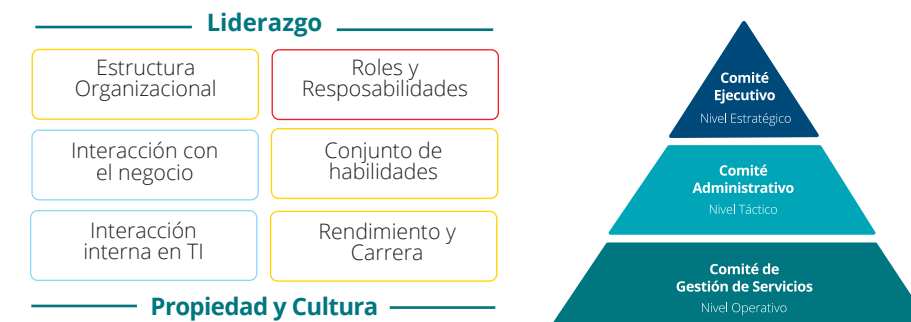 Liderazgo
Estructura
Organizacional
Roles y
Resposabilidades
Interacción con
el negocio
Conjunto de
habilidades
Interacción
interna en TI
Rendimiento y
Carrera
Propiedad y Cultura
Comité
Ejecutivo
Nivel Estratégico
Comité
Administrativo
Nivel Táctico
Comité de
Gestión de Servicios
Nivel Operativo